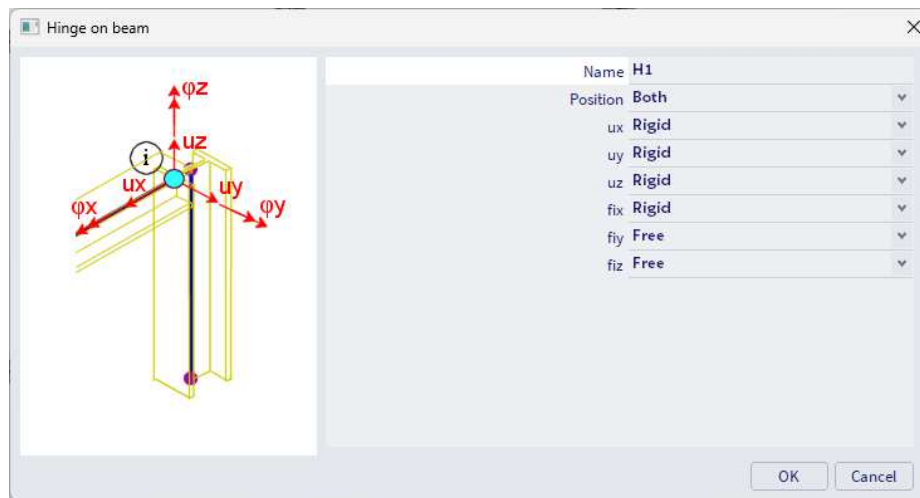 Hinge on beam
φz
uz
i
ux
uy
φx
φy
Name H1
Position Both
ux Rigid
uy Rigid
uz Rigid
fix Rigid
fiy Free
fiz Free
OK Cancel